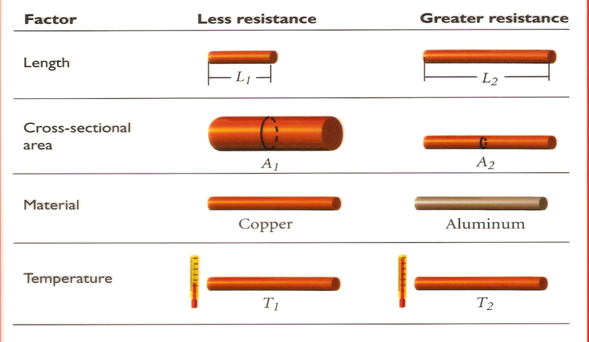 Factor Less resistance Greater resistance
Length
L1 L2
Cross-sectional
area
A1 A2
Material
Copper Aluminum
Temperature
T1 T2